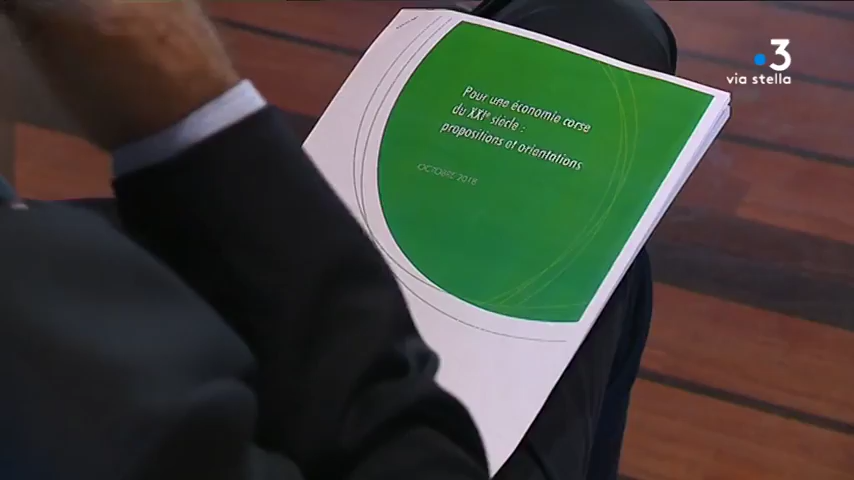 Pour une économie corse
du XXIe siècle :
propositions et orientations
OCTOBRE 2018
3
via stella